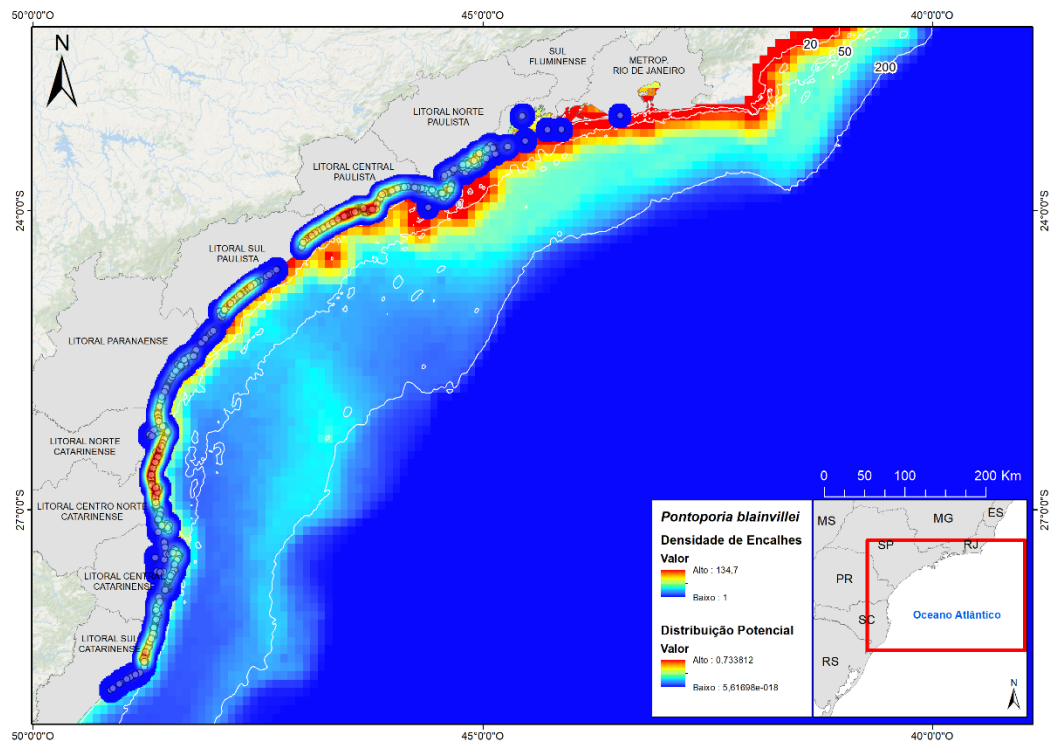 50°0'0"O
45°0'0"O
40°0'0"O
N
20
50
200
SUL
FLUMINENSE
METROP.
RIO DE JANEIRO
LITORAL NORTE
PAULISTA
LITORAL CENTRAL
PAULISTA
24°0'0"S
24°0'0"S
LITORAL SUL
PAULISTA
LITORAL PARANAENSE
LITORAL NORTE
CATARINENSE
LITORAL CENTRO NORTE
CATARINENSE
27°0'0"S
27°0'0"S
LITORAL CENTRAL
CATARINENSE
LITORAL SUL
CATARINENSE
0 50 100 200 Km
Pontoporia blainvillei
Densidade de Encalhes
Valor
Alto : 134,7
Baixo : 1
Distribuição Potencial
Valor
Alto : 0,733812
Baixo : 5,61698e-018
MS
MG
ES
SP
RJ
PR
SC
RS
Oceano Atlântico
N
50°0'0"O
45°0'0"O
40°0'0"O